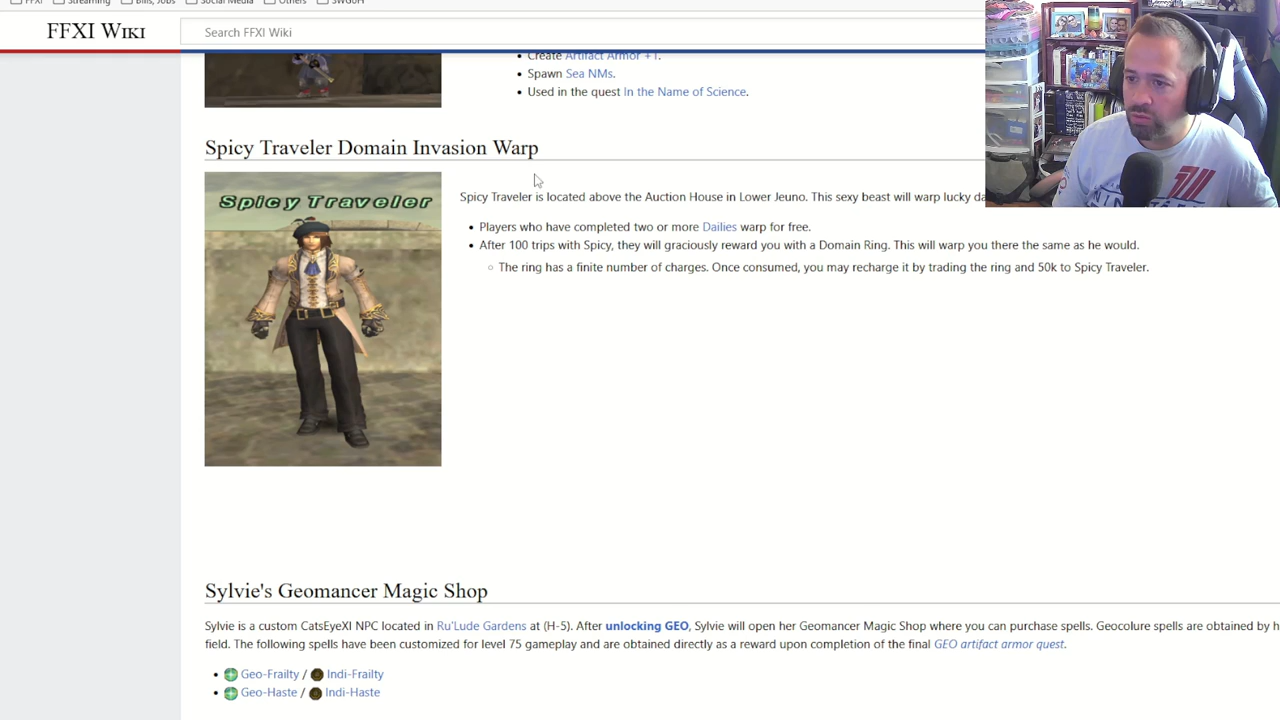 FFXI
Streaming
Bills, Jobs
Social Media
Others
SWGoH
FFXI WIKI
Search FFXI Wiki
• Create Artifact Armor +1.
• Spawn Sea NMs.
• Used in the quest In the Name of Science.
Spicy Traveler Domain Invasion Warp
Spicy Traveler
Spicy Traveler is located above the Auction House in Lower Jeuno. This sexy beast will warp lucky
• Players who have completed two or more Dailies warp for free.
• After 100 trips with Spicy, they will graciously reward you with a Domain Ring. This will warp you there the same as he would.
○ The ring has a finite number of charges. Once consumed, you may recharge it by trading the ring and 50k to Spicy Traveler.
Sylvie's Geomancer Magic Shop
Sylvie is a custom CatsEyeXI NPC located in Ru'Lude Gardens at (H-5). After unlocking GEO, Sylvie will open her Geomancer Magic Shop where you can purchase spells. Geocolure spells are obtained by
field. The following spells have been customized for level 75 gameplay and are obtained directly as a reward upon completion of the final GEO artifact armor quest.
• Geo-Frailty / Indi-Frailty
• Geo-Haste / Indi-Haste